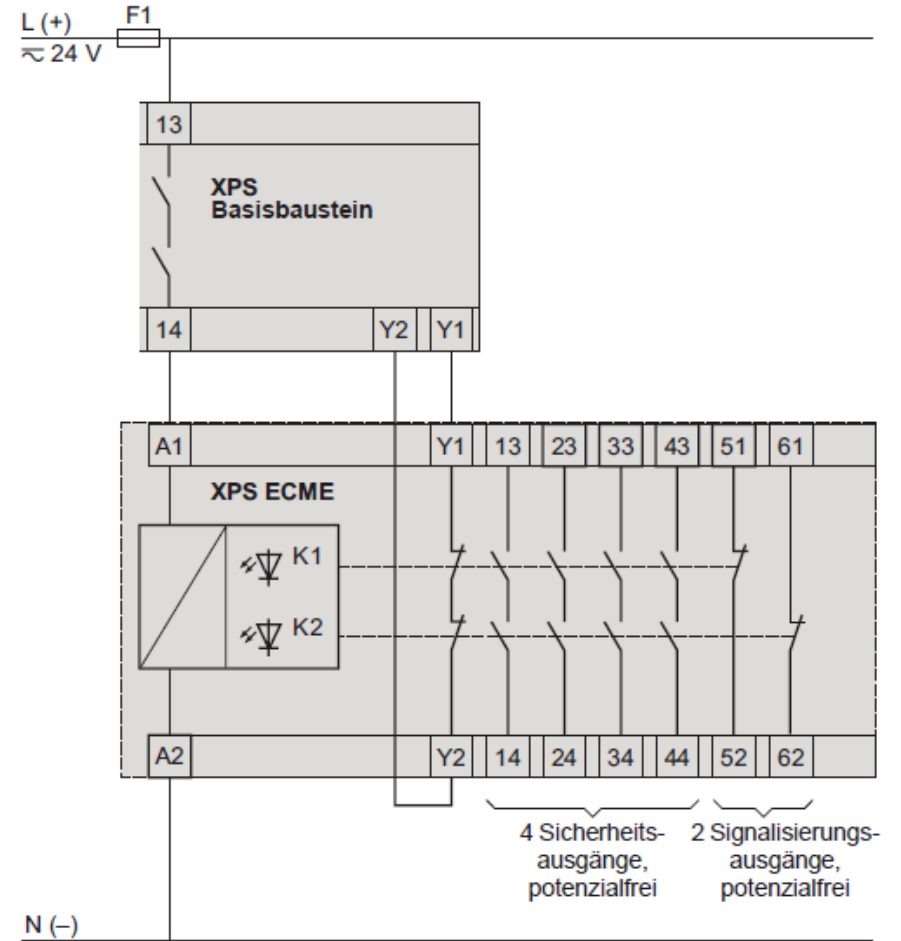 L (+) F1
≂ 24 V
13
XPS
Basisbaustein
14 Y2 Y1
A1 Y1 13 23 33 43 51 61
XPS ECME
K1
K2
A2 Y2 14 24 34 44 52 62
4 Sicherheits-
ausgänge,
potenzialfrei
2 Signalisierungs-
ausgänge,
potenzialfrei
N (–)